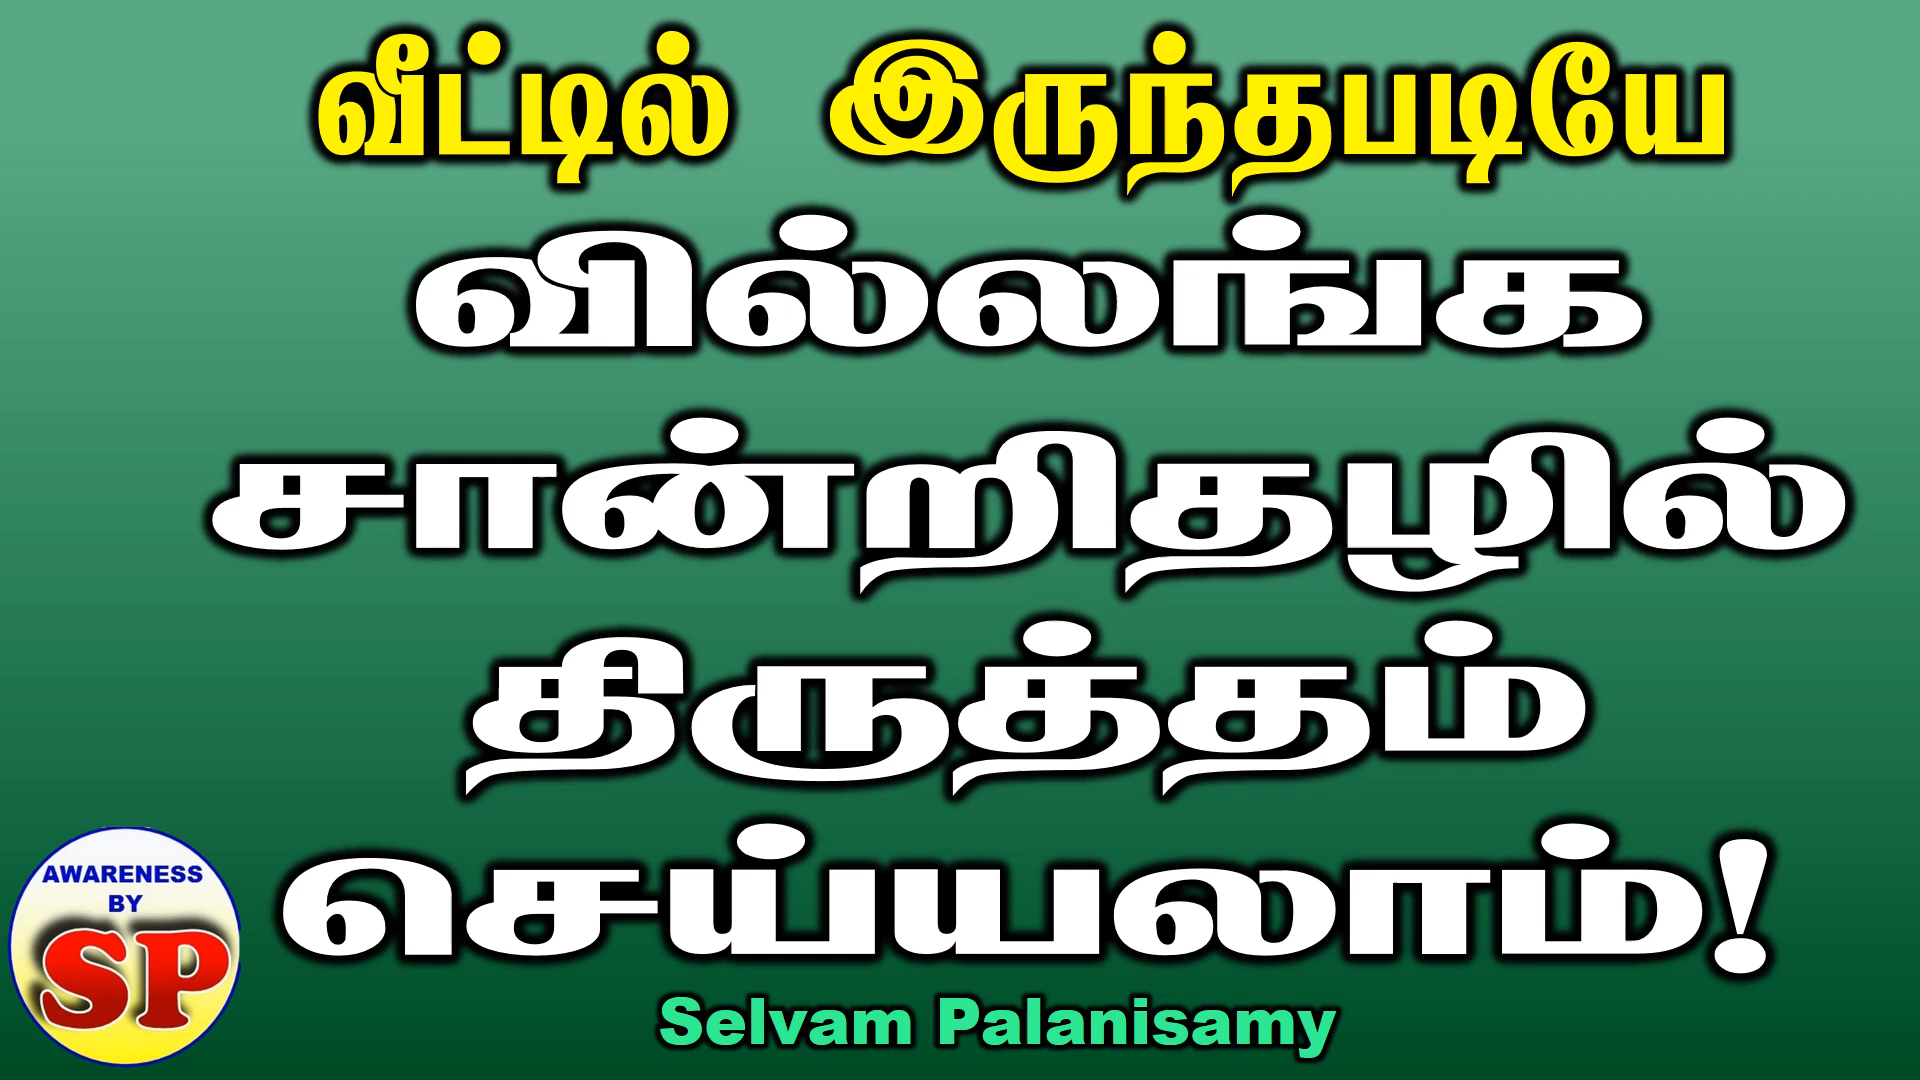 வீட்டில் இருந்தபடியே
வில்லங்க
சான்றிதழில்
திருத்தம்
செய்யலாம்!
AWARENESS
BY
SP
Selvam Palanisamy